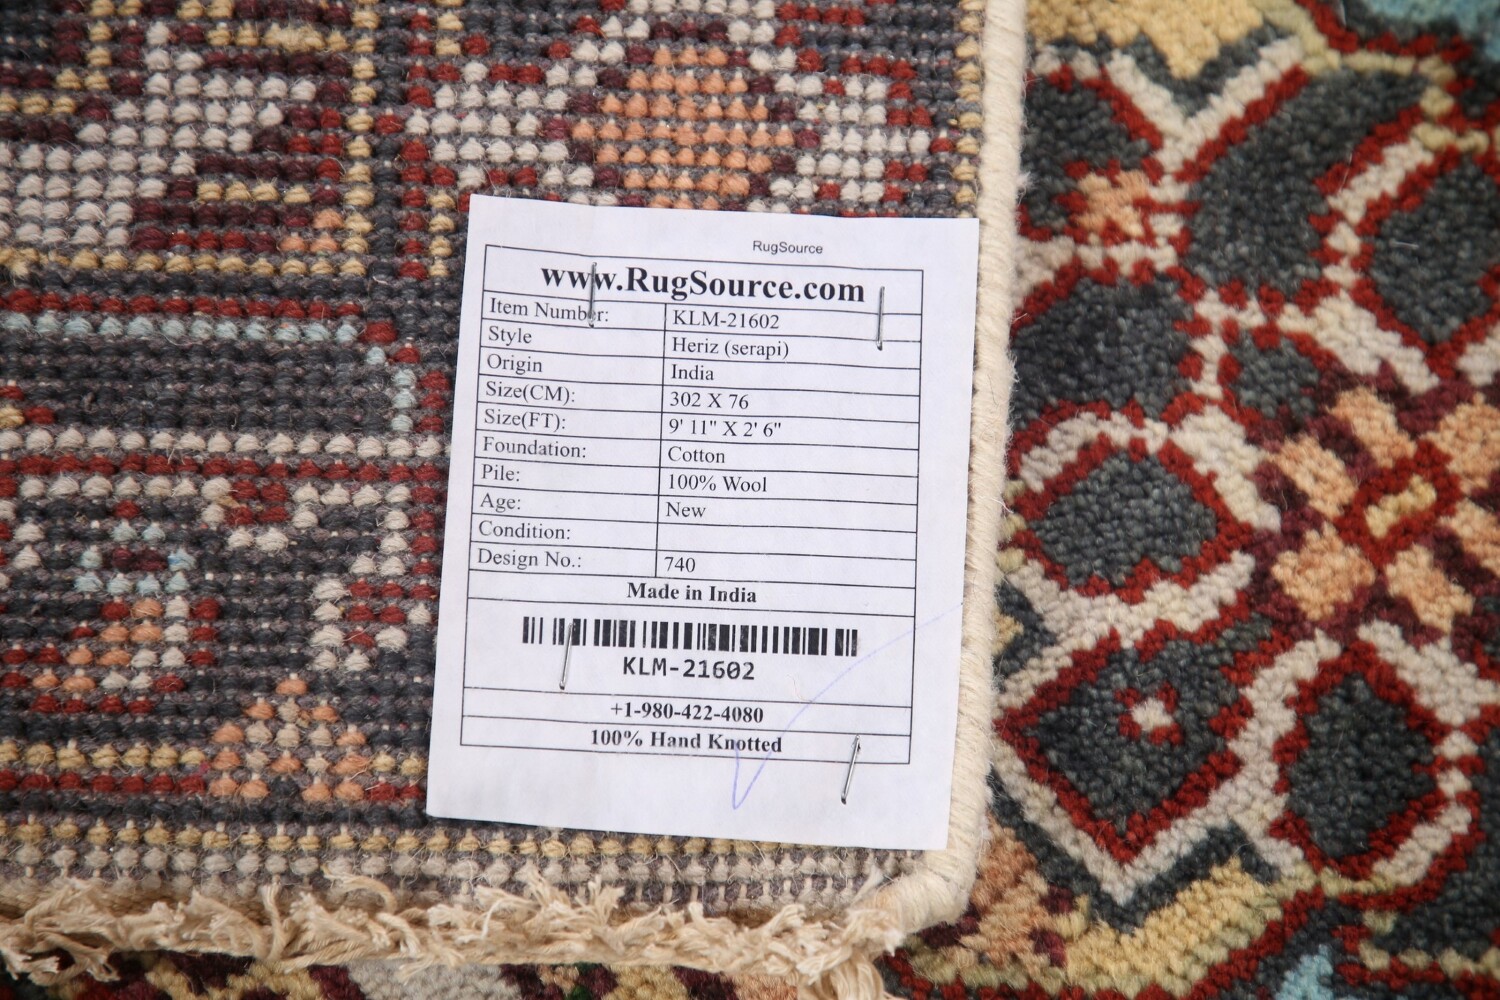 RugSource
www.RugSource.com
Item Number: KLM-21602
Style Heriz (serapi)
Origin India
Size(CM): 302 X 76
Size(FT): 9' 11" X 2' 6"
Foundation: Cotton
Pile: 100% Wool
Age: New
Condition:
Design No.: 740
Made in India
KLM-21602
+1-980-422-4080
100% Hand Knotted